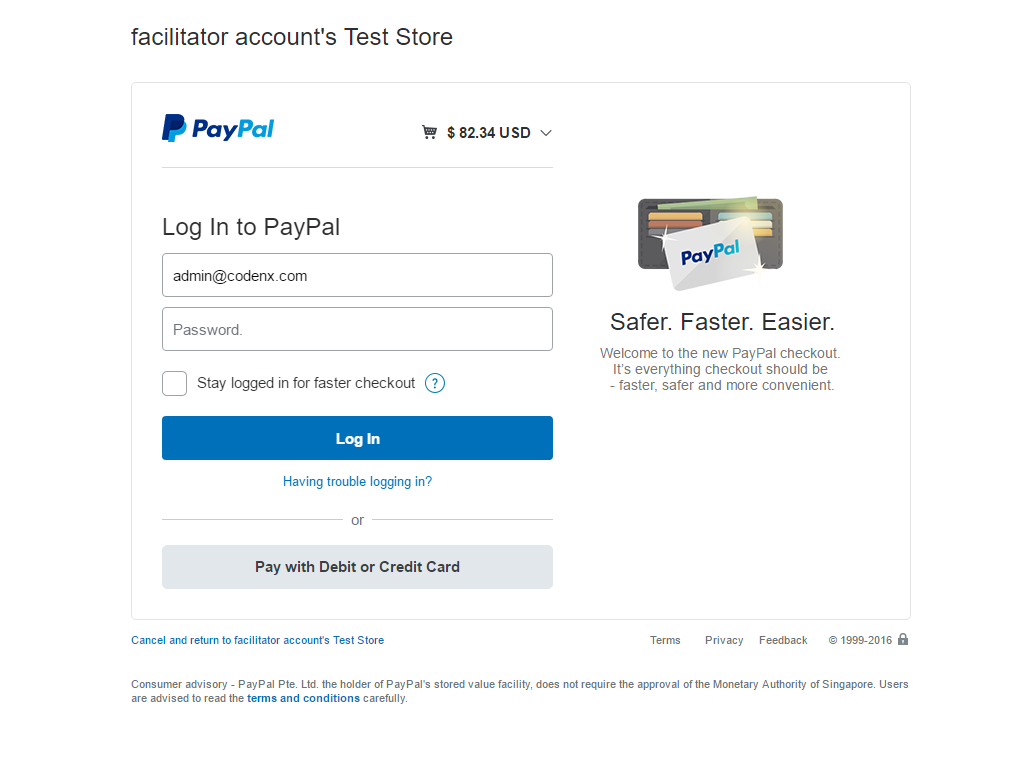 facilitator account's Test Store
PayPal
$ 82.34 USD
Log In to PayPal
admin@codenx.com
Password.
Stay logged in for faster checkout ?
Log In
Having trouble logging in?
or
Pay with Debit or Credit Card
PayPal
Safer. Faster. Easier.
Welcome to the new PayPal checkout.
It's everything checkout should be
- faster, safer and more convenient.
Cancel and return to facilitator account's Test Store
Terms Privacy Feedback © 1999-2016
Consumer advisory - PayPal Pte. Ltd. the holder of PayPal's stored value facility, does not require the approval of the Monetary Authority of Singapore. Users
are advised to read the terms and conditions carefully.